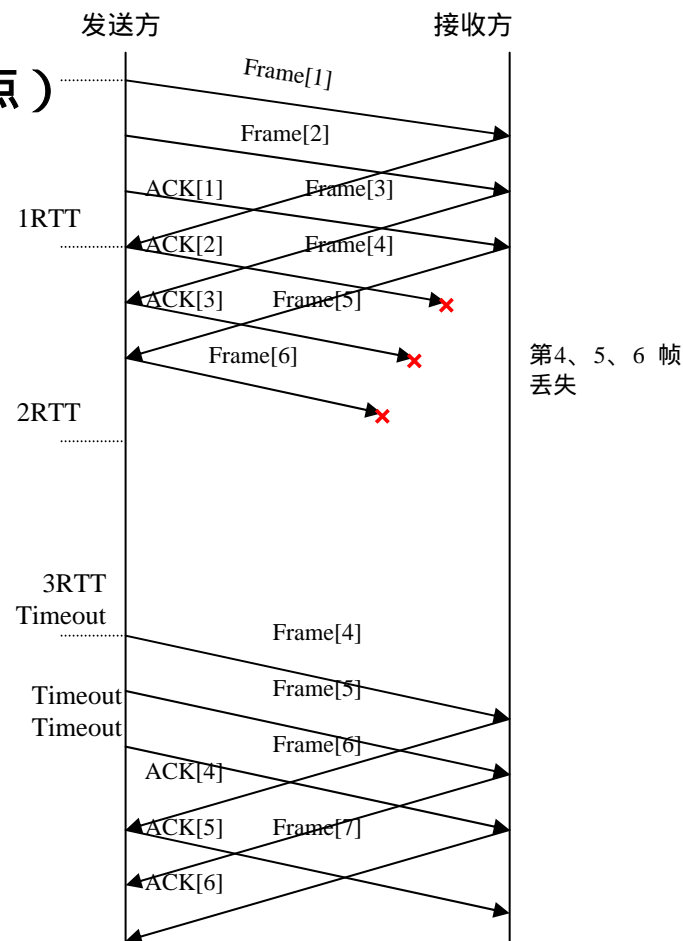 发送方 接收方
点）
Frame[1]
Frame[2]
ACK[1] Frame[3]
1RTT
ACK[2] Frame[4]
ACK[3] Frame[5]
Frame[6]
第4、5、6 帧
丢失
2RTT
3RTT
Timeout
Frame[4]
Timeout
Frame[5]
Timeout
Frame[6]
ACK[4]
ACK[5] Frame[7]
ACK[6]